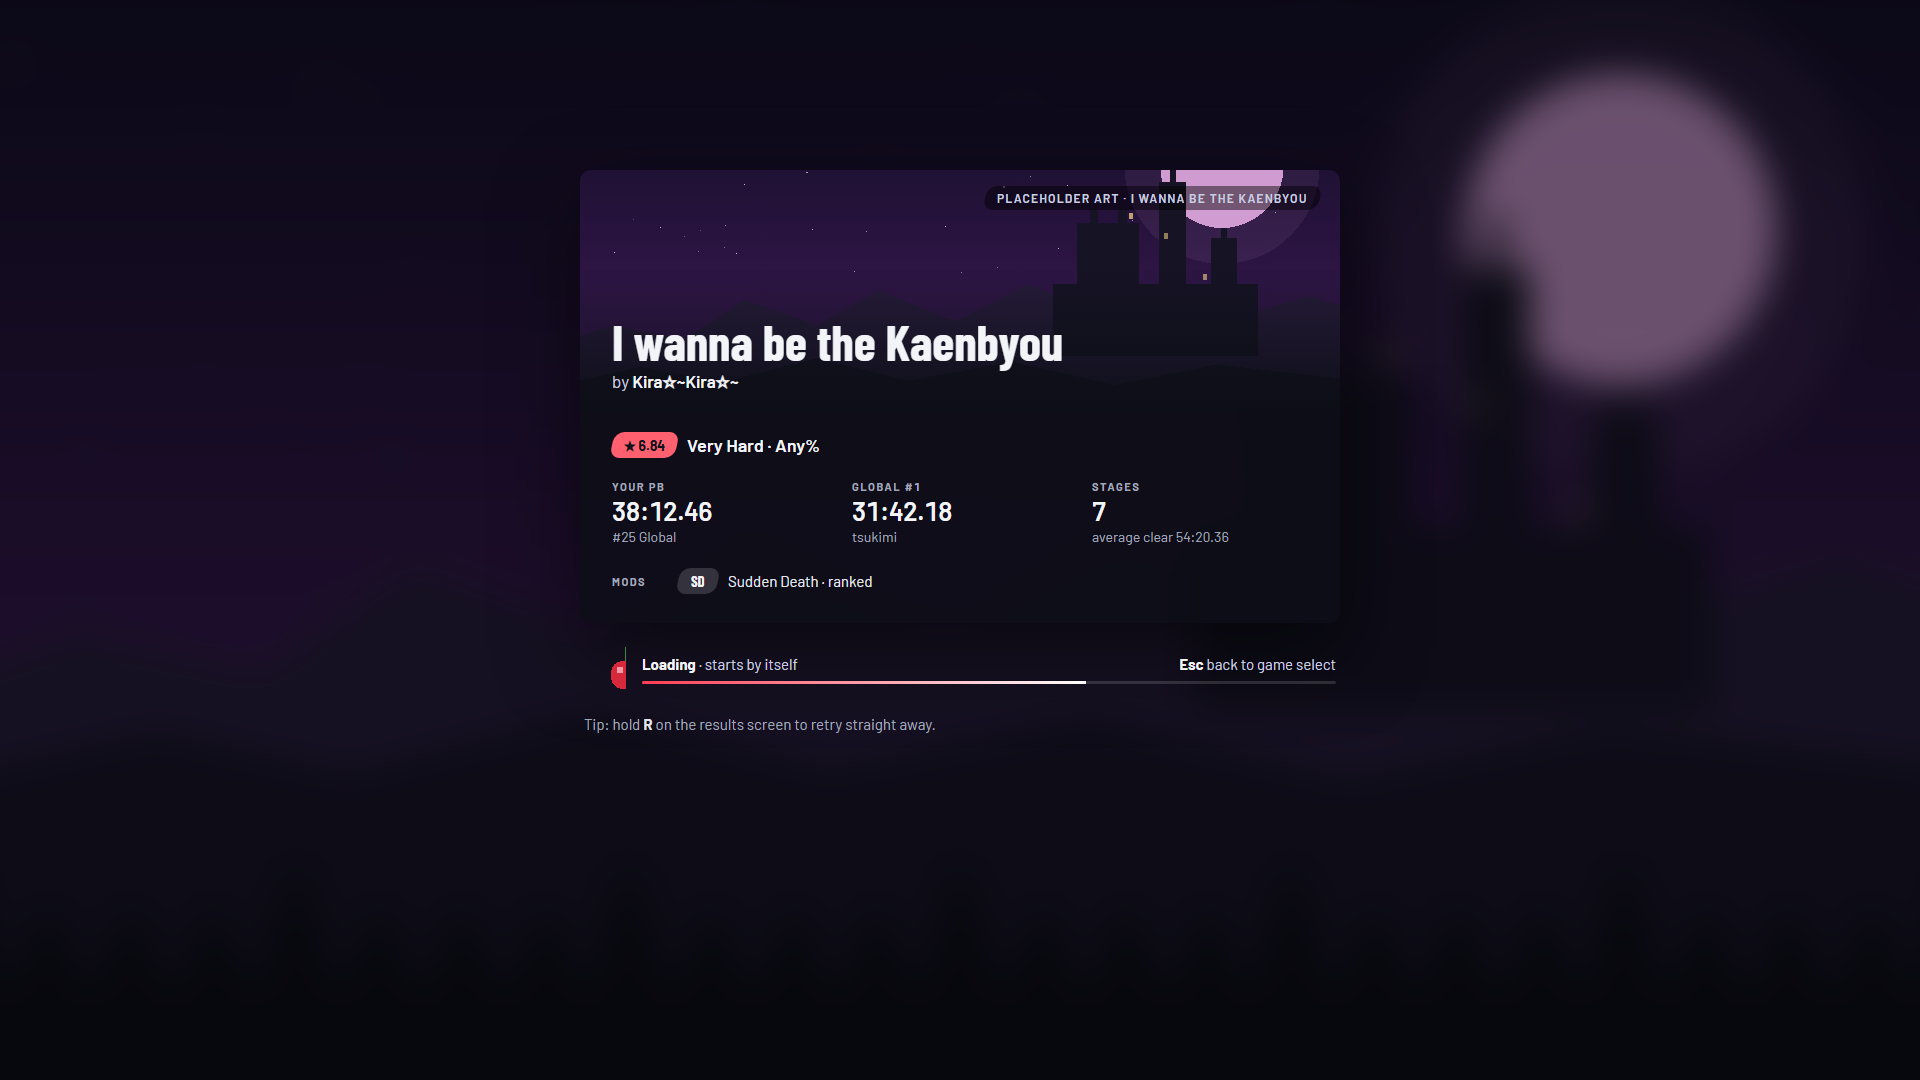 PLACEHOLDER ART · I WANNA BE THE KAENBYOU
I wanna be the Kaenbyou
by Kira☆~Kira☆~
★ 6.84 Very Hard · Any%
YOUR PB GLOBAL #1 STAGES
38:12.46 31:42.18 7
#25 Global tsukimi average clear 54:20.36
MODS SD Sudden Death · ranked
Loading · starts by itself Esc back to game select
Tip: hold R on the results screen to retry straight away.